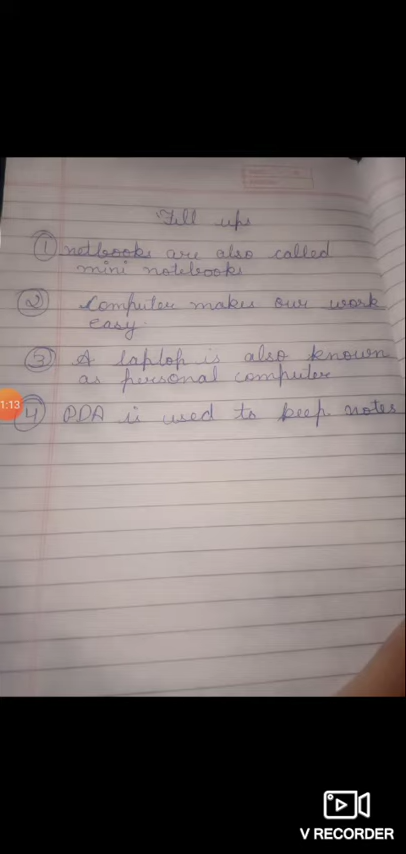 Fill ups
1 netbooks are also called
mini notebooks
2 Computer makes our work
easy.
3 A laptop is also known
as personal computer
1:13
4 PDA is used to keep notes
V RECORDER